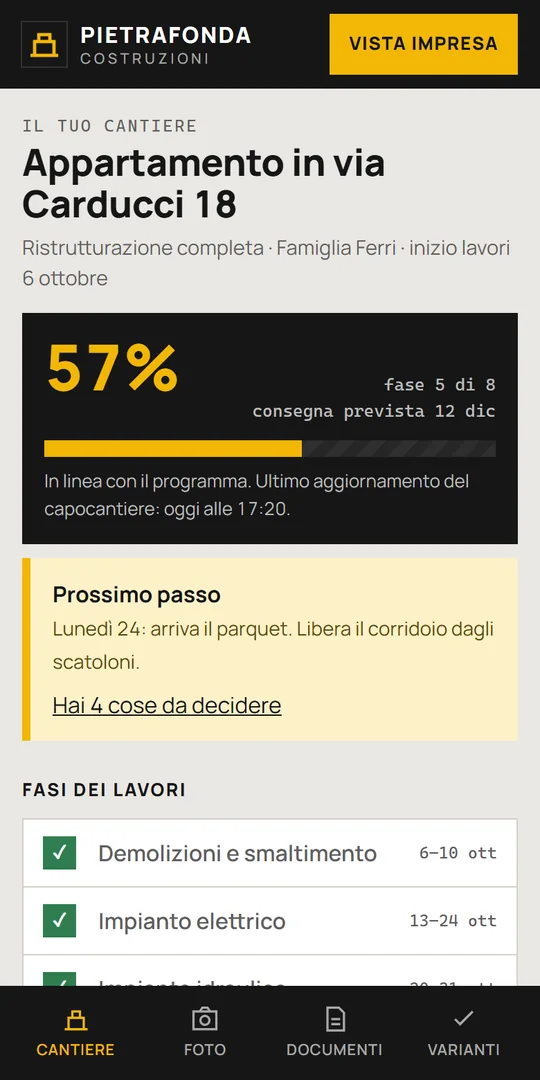 PIETRAFONDA
COSTRUZIONI
VISTA IMPRESA
IL TUO CANTIERE
Appartamento in via
Carducci 18
Ristrutturazione completa · Famiglia Ferri · inizio lavori
6 ottobre
57%
fase 5 di 8
consegna prevista 12 dic
In linea con il programma. Ultimo aggiornamento del
capocantiere: oggi alle 17:20.
Prossimo passo
Lunedì 24: arriva il parquet. Libera il corridoio dagli
scatoloni.
Hai 4 cose da decidere
FASI DEI LAVORI
Demolizioni e smaltimento 6–10 ott
Impianto elettrico 13–24 ott
Impianto idraulico
CANTIERE FOTO DOCUMENTI VARIANTI